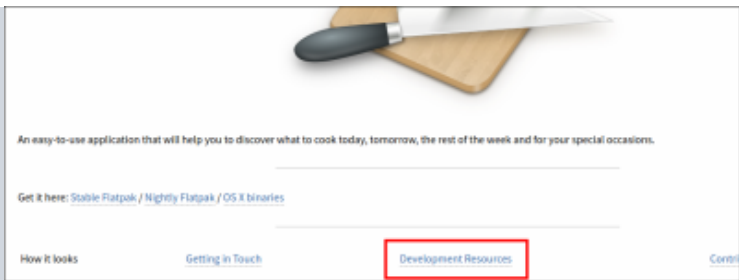 An easy-to-use application that will help you to discover what to cook today, tomorrow, the rest of the week and for your special occasions.
Get it here: Stable Flatpak / Nightly Flatpak / OS X binaries
How it looks Getting in Touch Development Resources